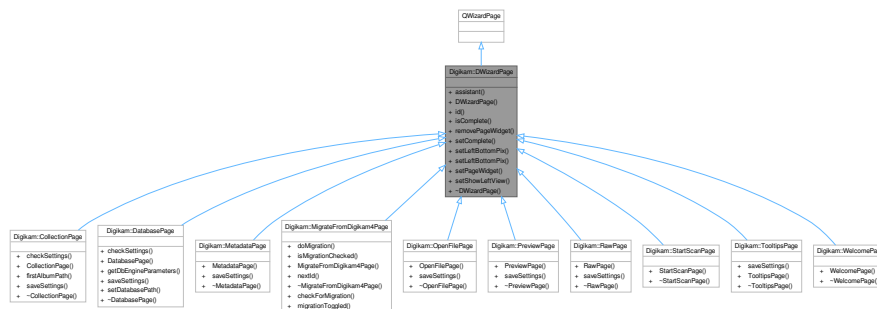 QWizardPage
Digikam::DWizardPage
+ assistant()
+ DWizardPage()
+ id()
+ isComplete()
+ removePageWidget()
+ setComplete()
+ setLeftBottomPix()
+ setLeftBottomPix()
+ setPageWidget()
+ setShowLeftView()
+ ~DWizardPage()
Digikam::CollectionPage
+ checkSettings()
+ CollectionPage()
+ firstAlbumPath()
+ saveSettings()
+ ~CollectionPage()
Digikam::DatabasePage
+ checkSettings()
+ DatabasePage()
+ getDbEngineParameters()
+ saveSettings()
+ setDatabasePath()
+ ~DatabasePage()
Digikam::MetadataPage
+ MetadataPage()
+ saveSettings()
+ ~MetadataPage()
Digikam::MigrateFromDigikam4Page
+ doMigration()
+ isMigrationChecked()
+ MigrateFromDigikam4Page()
+ nextId()
+ ~MigrateFromDigikam4Page()
+ checkForMigration()
+ migrationToggled()
Digikam::OpenFilePage
+ OpenFilePage()
+ saveSettings()
+ ~OpenFilePage()
Digikam::PreviewPage
+ PreviewPage()
+ saveSettings()
+ ~PreviewPage()
Digikam::RawPage
+ RawPage()
+ saveSettings()
+ ~RawPage()
Digikam::StartScanPage
+ StartScanPage()
+ ~StartScanPage()
Digikam::TooltipsPage
+ saveSettings()
+ TooltipsPage()
+ ~TooltipsPage()
Digikam::WelcomePage
+ WelcomePage()
+ ~WelcomePage()